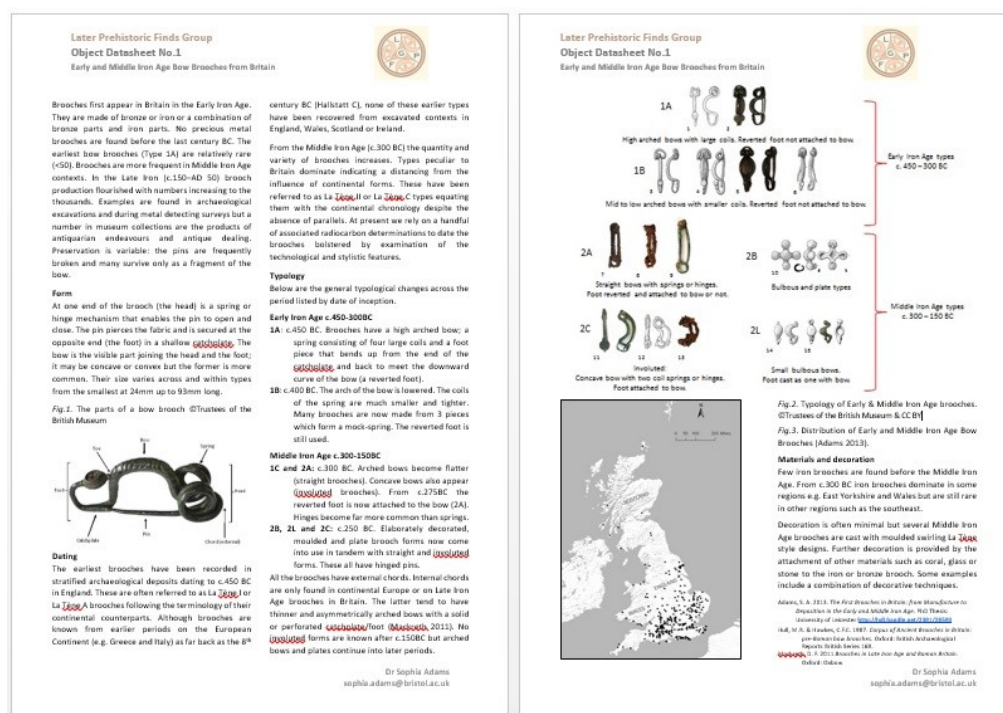 Later Prehistoric Finds Group
Object Datasheet No.1
Early and Middle Iron Age Bow Brooches from Britain
L
F
G
P
Brooches first appear in Britain in the Early Iron Age.
They are made of bronze or iron or a combination of
bronze parts and iron parts. No precious metal
brooches are found before the last century BC. The
earliest bow brooches (Type 1A) are relatively rare
(<50). Brooches are more frequent in Middle Iron Age
contexts. In the Late Iron (c.150–AD 50) brooch
production flourished with numbers increasing to the
thousands. Examples are found in archaeological
excavations and during metal detecting surveys but a
number in museum collections are the products of
antiquarian endeavours and antique dealing.
Preservation is variable: the pins are frequently
broken and many survive only as a fragment of the
bow.
Form
At one end of the brooch (the head) is a spring or
hinge mechanism that enables the pin to open and
close. The pin pierces the fabric and is secured at the
opposite end (the foot) in a shallow catchplate. The
bow is the visible part joining the head and the foot;
it may be concave or convex but the former is more
common. Their size varies across and within types
from the smallest at 24mm up to 93mm long.
Fig.1. The parts of a bow brooch ©Trustees of the
British Museum
Bow
Toe
Spring
Foot
Head
Catchplate
Pin
Chord (external)
Dating
The earliest brooches have been recorded in
stratified archaeological deposits dating to c.450 BC
in England. These are often referred to as La Tène I or
La Tène A brooches following the terminology of their
continental counterparts. Although brooches are
known from earlier periods on the European
Continent (e.g. Greece and Italy) as far back as the 8th
century BC (Hallstatt C), none of these earlier types
have been recovered from excavated contexts in
England, Wales, Scotland or Ireland.
From the Middle Iron Age (c.300 BC) the quantity and
variety of brooches increases. Types peculiar to
Britain dominate indicating a distancing from the
influence of continental forms. These have been
referred to as La Tène II or La Tène C types equating
them with the continental chronology despite the
absence of parallels. At present we rely on a handful
of associated radiocarbon determinations to date the
brooches bolstered by examination of the
technological and stylistic features.
Typology
Below are the general typological changes across the
period listed by date of inception.
Early Iron Age c.450-300BC
1A: c.450 BC. Brooches have a high arched bow; a
spring consisting of four large coils and a foot
piece that bends up from the end of the
catchplate and back to meet the downward
curve of the bow (a reverted foot).
1B: c.400 BC. The arch of the bow is lowered. The coils
of the spring are much smaller and tighter.
Many brooches are now made from 3 pieces
which form a mock-spring. The reverted foot is
still used.
Middle Iron Age c.300-150BC
1C and 2A: c.300 BC. Arched bows become flatter
(straight brooches). Concave bows also appear
(involuted brooches). From c.275BC the
reverted foot is now attached to the bow (2A).
Hinges become far more common than springs.
2B, 2L and 2C: c.250 BC. Elaborately decorated,
moulded and plate brooch forms now come
into use in tandem with straight and involuted
forms. These all have hinged pins.
All the brooches have external chords. Internal chords
are only found in continental Europe or on Late Iron
Age brooches in Britain. The latter tend to have
thinner and asymmetrically arched bows with a solid
or perforated catchplate/foot (Mackreth 2011). No
involuted forms are known after c.150BC but arched
bows and plates continue into later periods.
Dr Sophia Adams
sophia.adams@bristol.ac.uk
Later Prehistoric Finds Group
Object Datasheet No.1
Early and Middle Iron Age Bow Brooches from Britain
L
F
G
P
1A
1 2
High arched bows with large coils. Reverted foot not attached to bow.
1B
3 4 5 6
Mid to low arched bows with smaller coils. Reverted foot not attached to bow.
Early Iron Age types
c. 450 – 300 BC
2A
7 8 9
Straight bows with springs or hinges.
Foot reverted and attached to bow or not.
2B
10
Bulbous and plate types
Middle Iron Age types
c. 300 – 150 BC
2C
11 12 13
Involuted:
Concave bow with two coil springs or hinges.
Foot attached to bow.
2L
14 15
Small bulbous bows.
Foot cast as one with bow.
N
Fig.2. Typology of Early & Middle Iron Age brooches.
©Trustees of the British Museum & CC BY
Fig.3. Distribution of Early and Middle Iron Age Bow
Brooches (Adams 2013).
Materials and decoration
Few iron brooches are found before the Middle Iron
Age. From c.300 BC iron brooches dominate in some
regions e.g. East Yorkshire and Wales but are still rare
in other regions such as the southeast.
Decoration is often minimal but several Middle Iron
Age brooches are cast with moulded swirling La Tène
style designs. Further decoration is provided by the
attachment of other materials such as coral, glass or
stone to the iron or bronze brooch. Some examples
include a combination of decorative techniques.
Adams, S. A. 2013. The First Brooches in Britain: from Manufacture to
Deposition in the Early and Middle Iron Age. PhD Thesis:
University of Leicester
Hull, M.R. & Hawkes, C.F.C. 1987. Corpus of Ancient Brooches in Britain:
pre-Roman bow brooches. Oxford: British Archaeological
Reports British Series 168.
Mackreth, D. F. 2011 Brooches in Late Iron Age and Roman Britain.
Oxford: Oxbow.
Dr Sophia Adams
sophia.adams@bristol.ac.uk